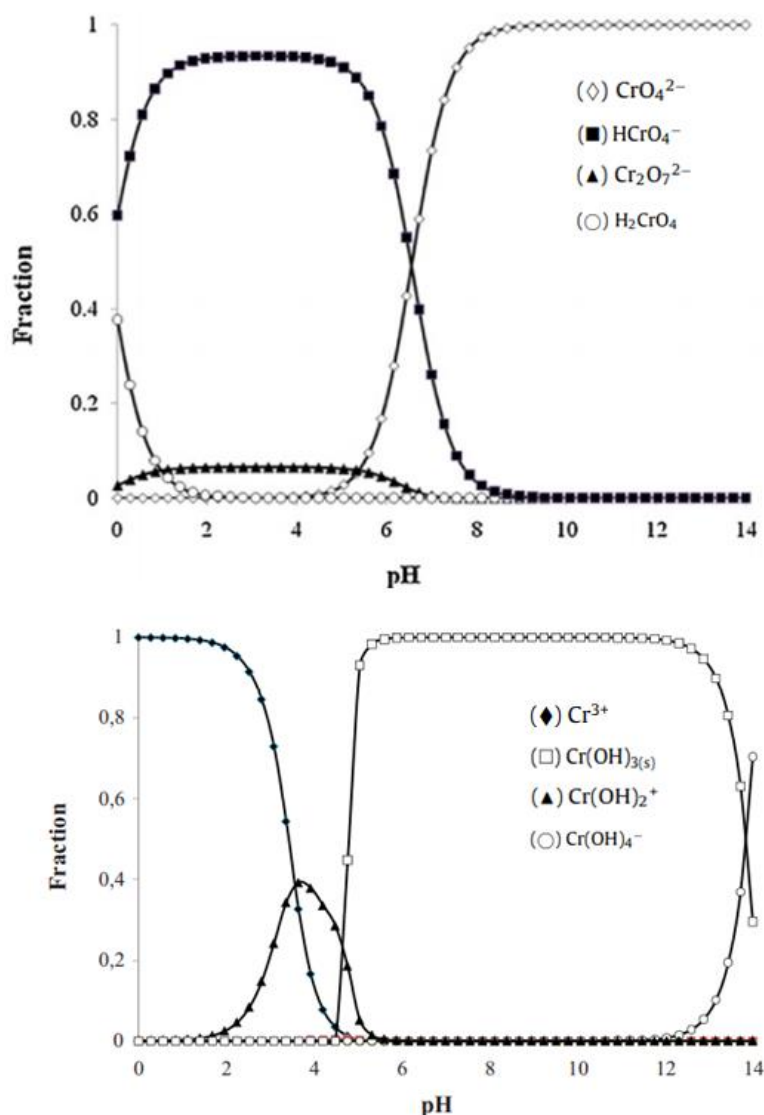 1
0.8
0.6
0.4
0.2
0
Fraction
(◇) CrO₄²⁻
(■) HCrO₄⁻
(▲) Cr₂O₇²⁻
(○) H₂CrO₄
0 2 4 6 8 10 12 14
pH
1
0,8
0,6
0,4
0,2
0
Fraction
(♦) Cr³⁺
(□) Cr(OH)₃₍ₛ₎
(▲) Cr(OH)₂⁺
(○) Cr(OH)₄⁻
0 2 4 6 8 10 12 14
pH